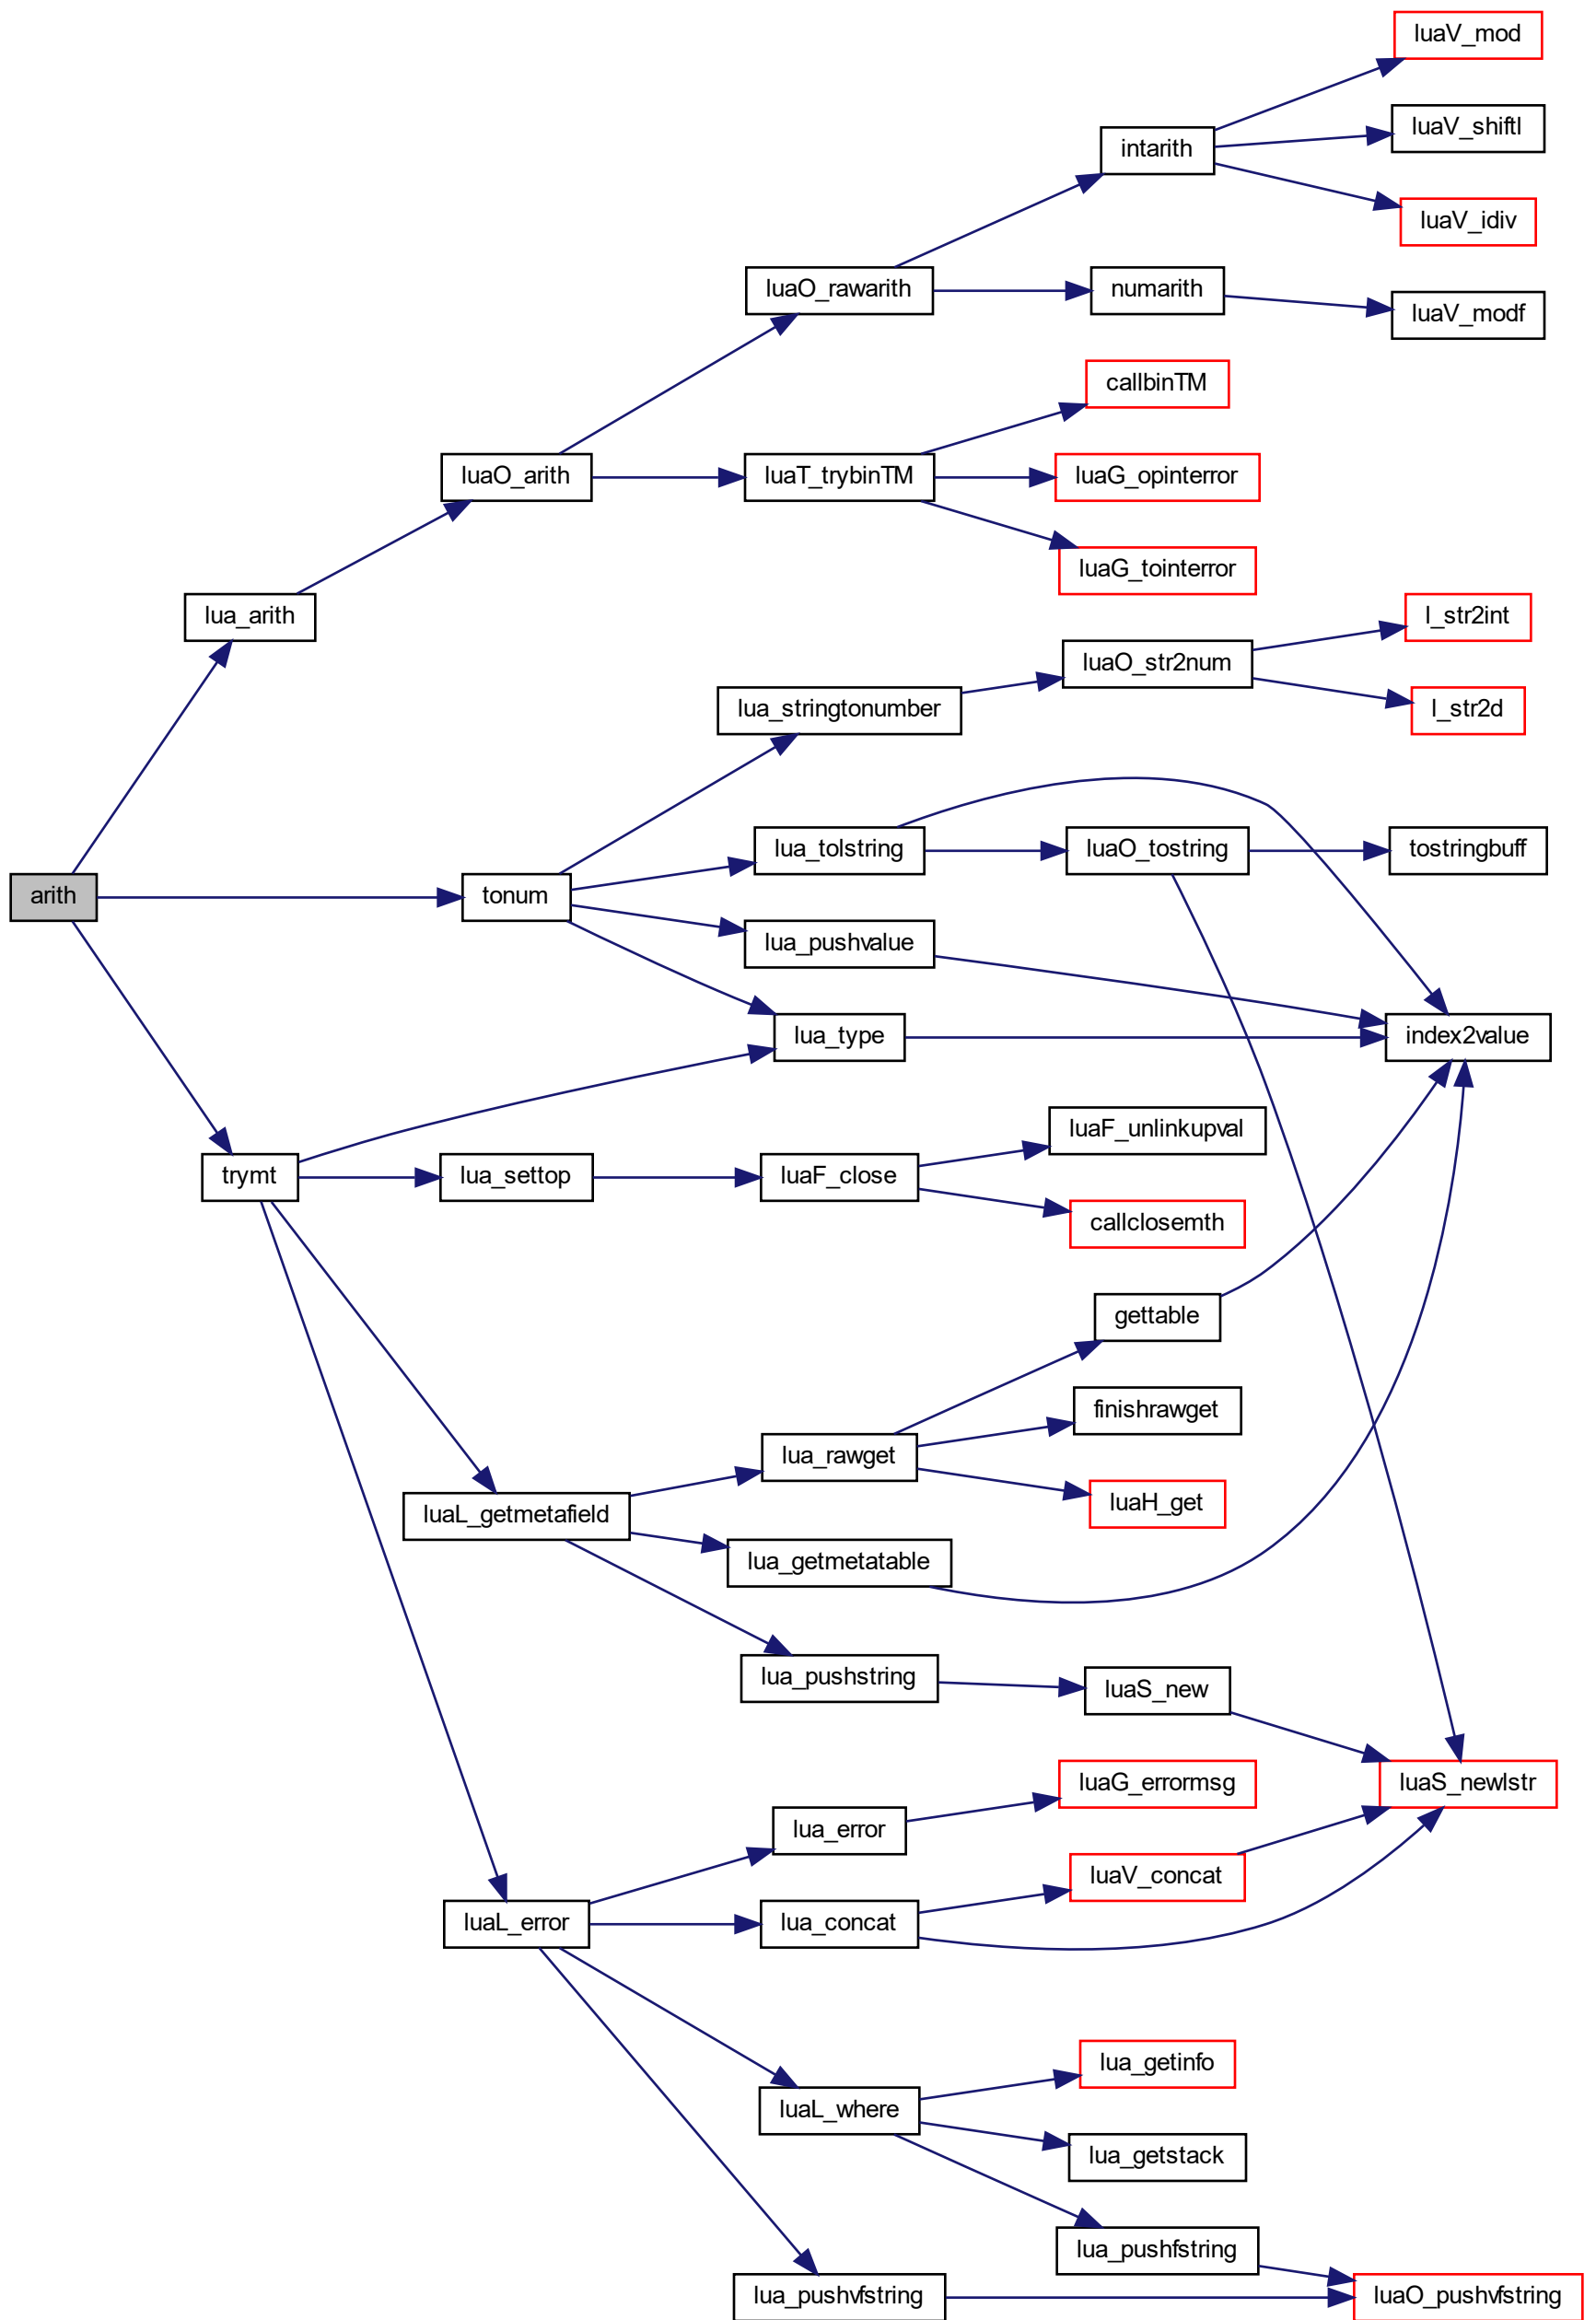 luaV_mod
luaV_shiftl
intarith
luaV_idiv
luaO_rawarith
numarith
luaV_modf
callbinTM
luaO_arith
luaT_trybinTM
luaG_opinterror
luaG_tointerror
lua_arith
l_str2int
luaO_str2num
lua_stringtonumber
l_str2d
lua_tolstring
luaO_tostring
tostringbuff
arith
tonum
lua_pushvalue
lua_type
index2value
luaF_unlinkupval
trymt
lua_settop
luaF_close
callclosemth
gettable
finishrawget
lua_rawget
luaH_get
luaL_getmetafield
lua_getmetatable
lua_pushstring
luaS_new
luaG_errormsg
luaS_newlstr
lua_error
luaV_concat
luaL_error
lua_concat
lua_getinfo
luaL_where
lua_getstack
lua_pushfstring
lua_pushvfstring
luaO_pushvfstring